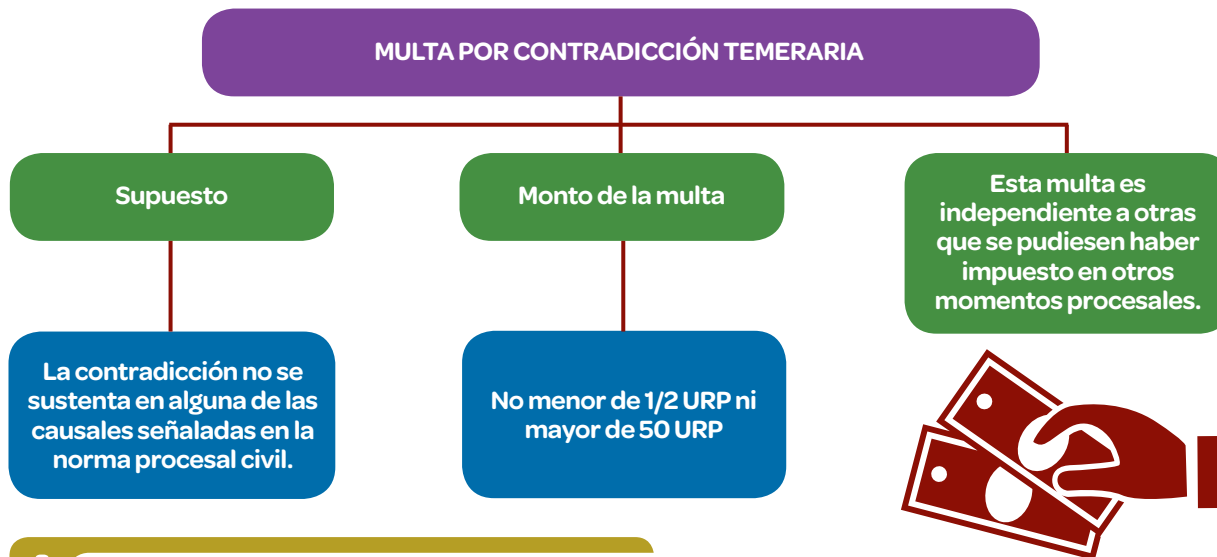 MULTA POR CONTRADICCIÓN TEMERARIA
Supuesto
Monto de la multa
Esta multa es
independiente a otras
que se pudiesen haber
impuesto en otros
momentos procesales.
La contradicción no se
sustenta en alguna de las
causales señaladas en la
norma procesal civil.
No menor de 1/2 URP ni
mayor de 50 URP